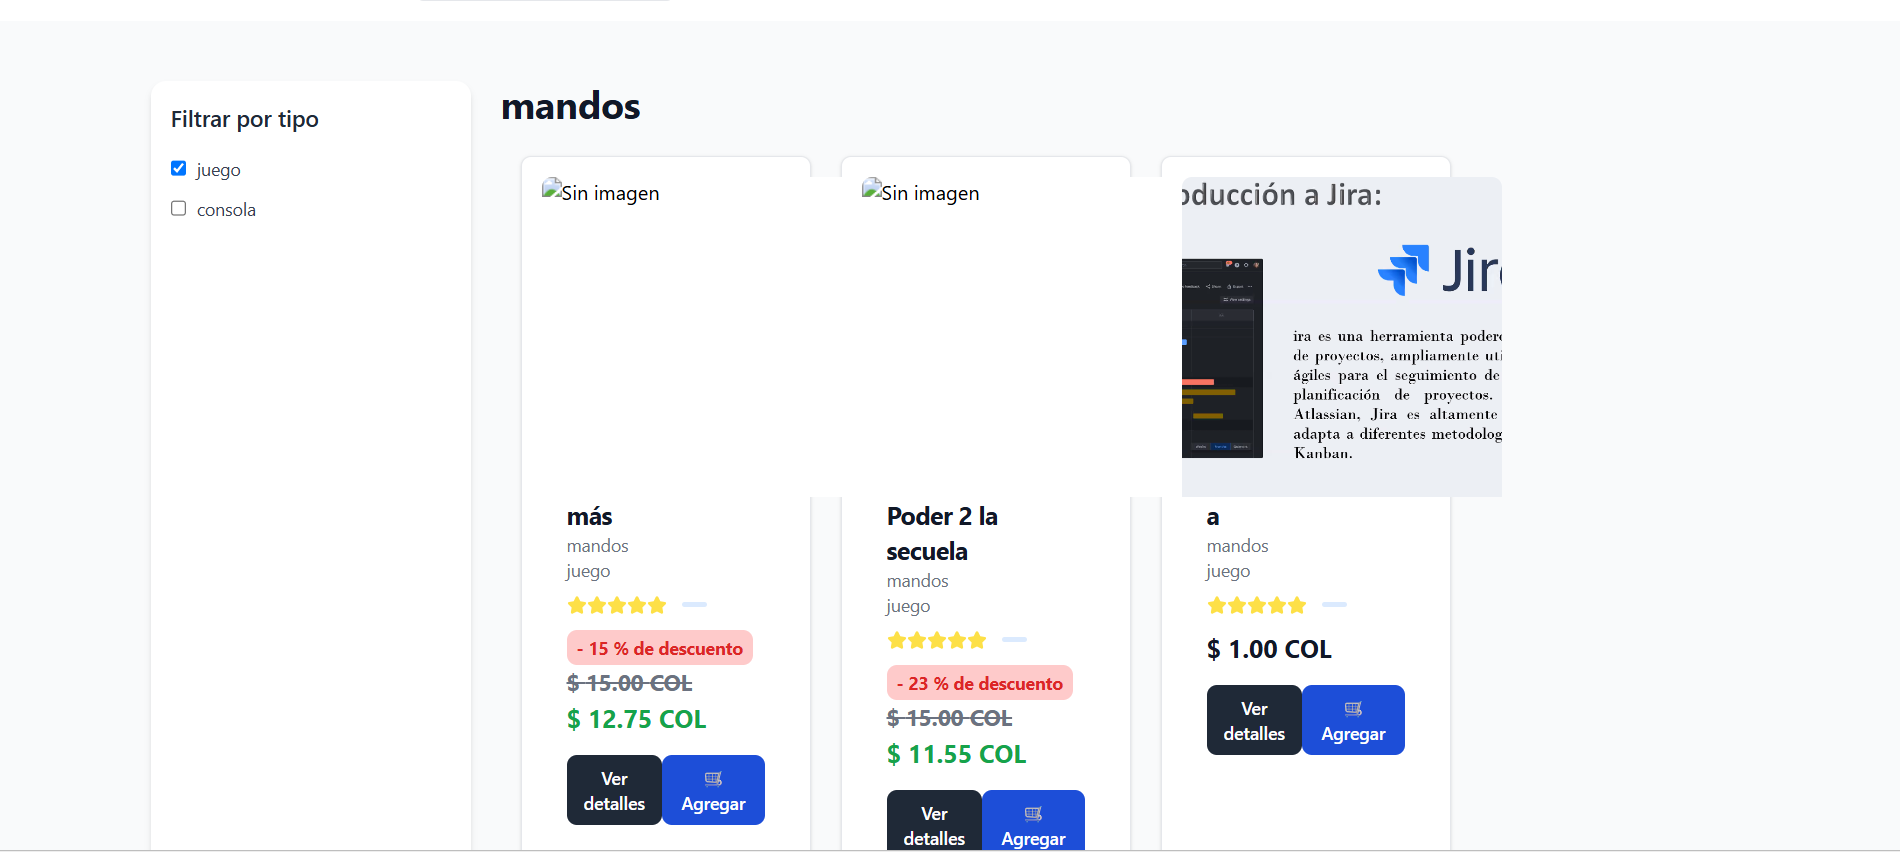 Filtrar por tipo
juego
consola
mandos
Sin imagen
más
mandos
juego
- 15 % de descuento
$ 15.00 COL
$ 12.75 COL
Ver
detalles
Agregar
Sin imagen
Poder 2 la
secuela
mandos
juego
- 23 % de descuento
$ 15.00 COL
$ 11.55 COL
Ver
detalles
Agregar
oducción a Jira:
Jir
ira es una herramienta poder
de proyectos, ampliamente uti
ágiles para el seguimiento de
planificación de proyectos.
Atlassian, Jira es altamente
adapta a diferentes metodolog
Kanban.
a
mandos
juego
$ 1.00 COL
Ver
detalles
Agregar